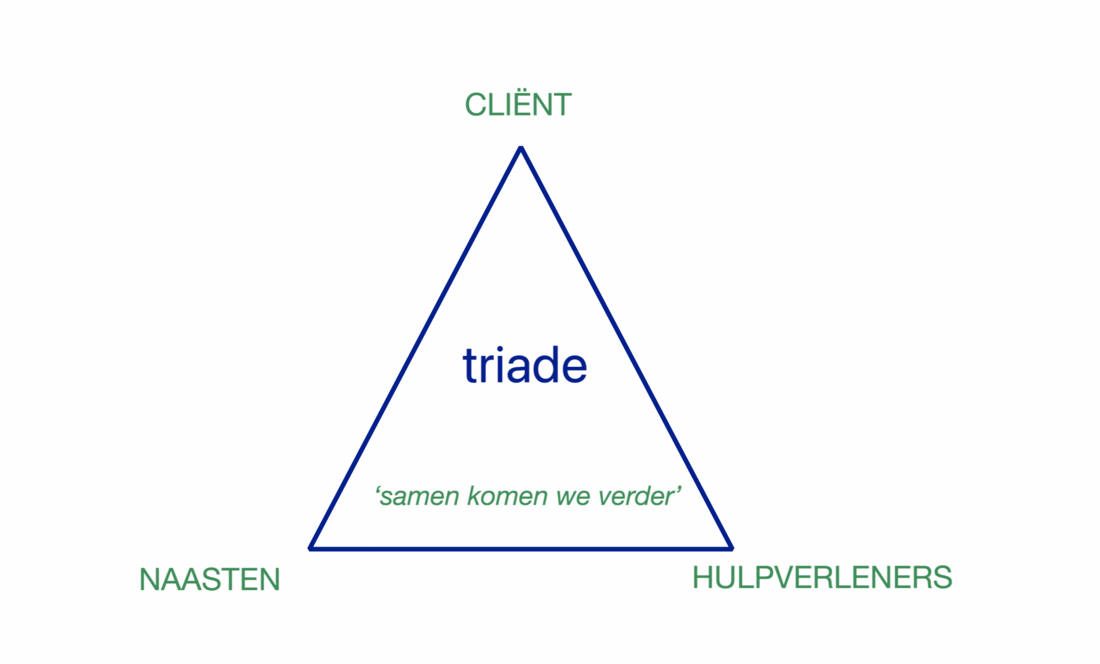 CLIËNT
triade
‘samen komen we verder’
NAASTEN
HULPVERLENERS